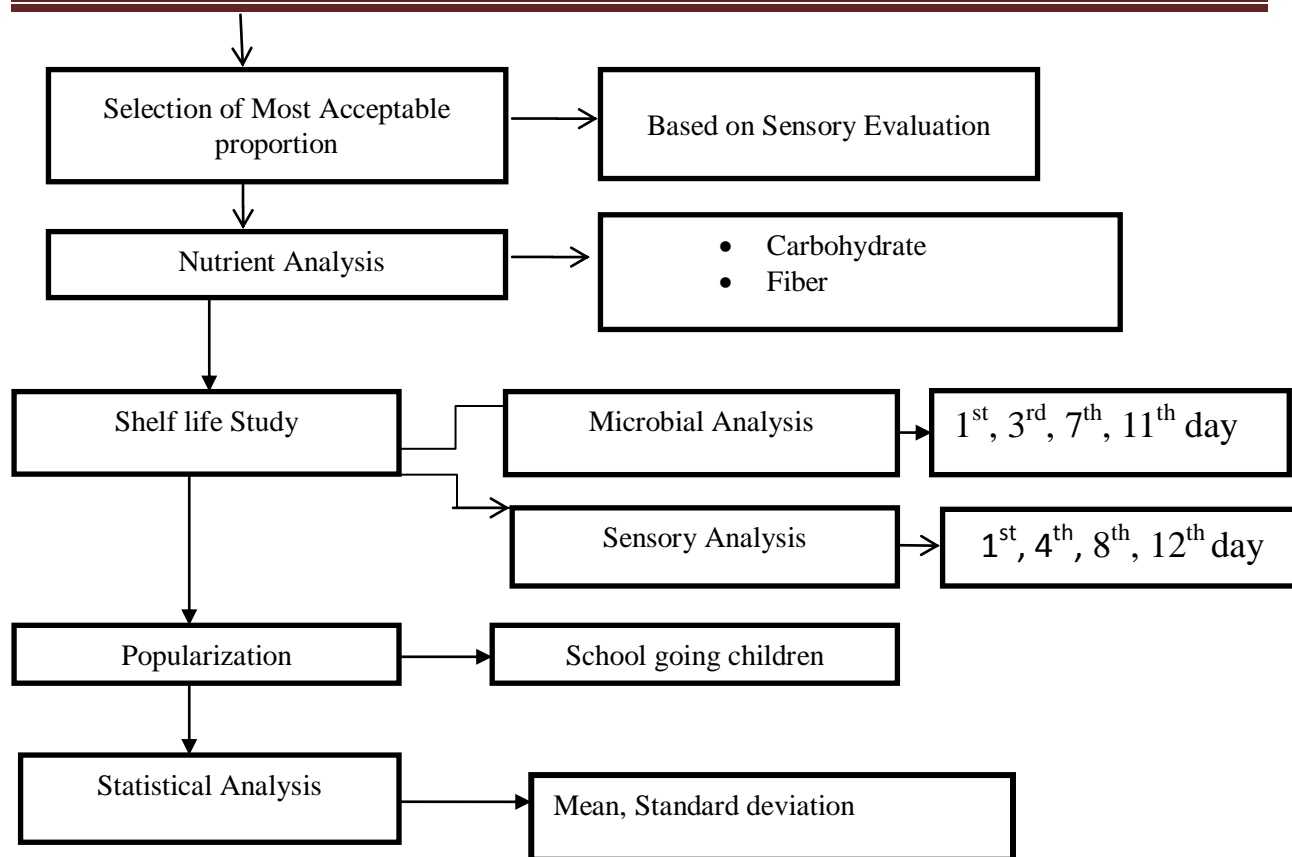 Selection of Most Acceptable
proportion
Based on Sensory Evaluation
Nutrient Analysis
• Carbohydrate
• Fiber
Shelf life Study
Microbial Analysis
1st, 3rd, 7th, 11th day
Sensory Analysis
1st, 4th, 8th, 12th day
Popularization
School going children
Statistical Analysis
Mean, Standard deviation